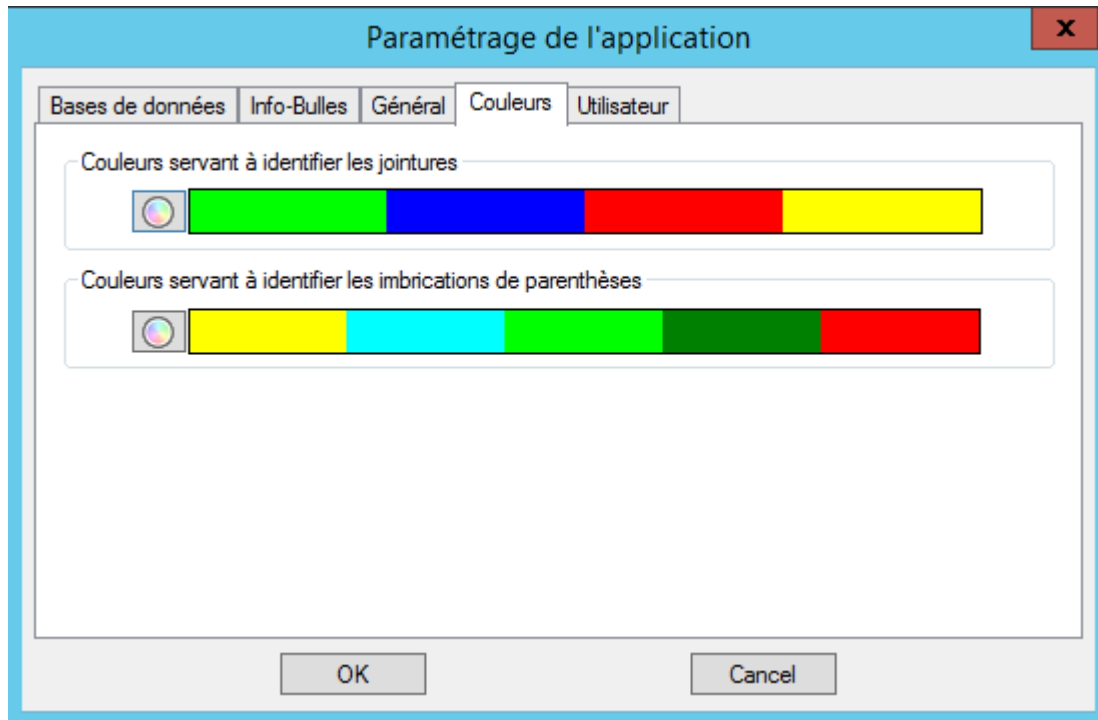 Paramétrage de l'application
x
Bases de données Info-Bulles Général Couleurs Utilisateur
Couleurs servant à identifier les jointures
Couleurs servant à identifier les imbrications de parenthèses
OK Cancel